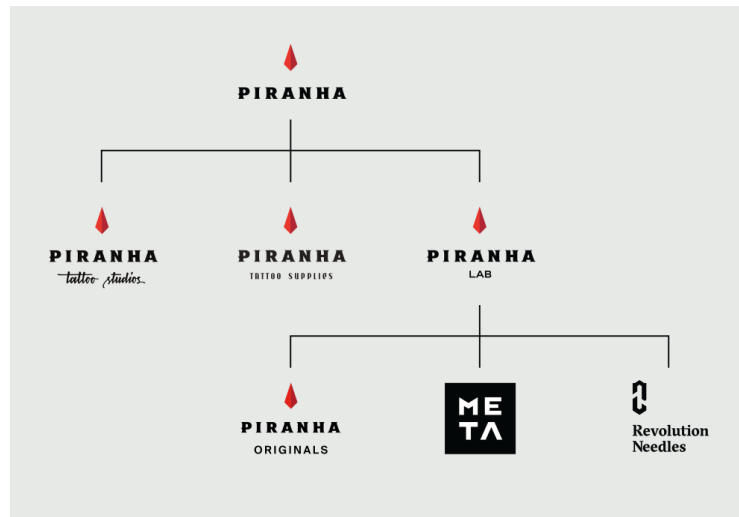 PIRANHA
PIRANHA
tattoo studios
PIRANHA
TATTOO SUPPLIES
PIRANHA
LAB
PIRANHA
ORIGINALS
ME
TA
Revolution
Needles